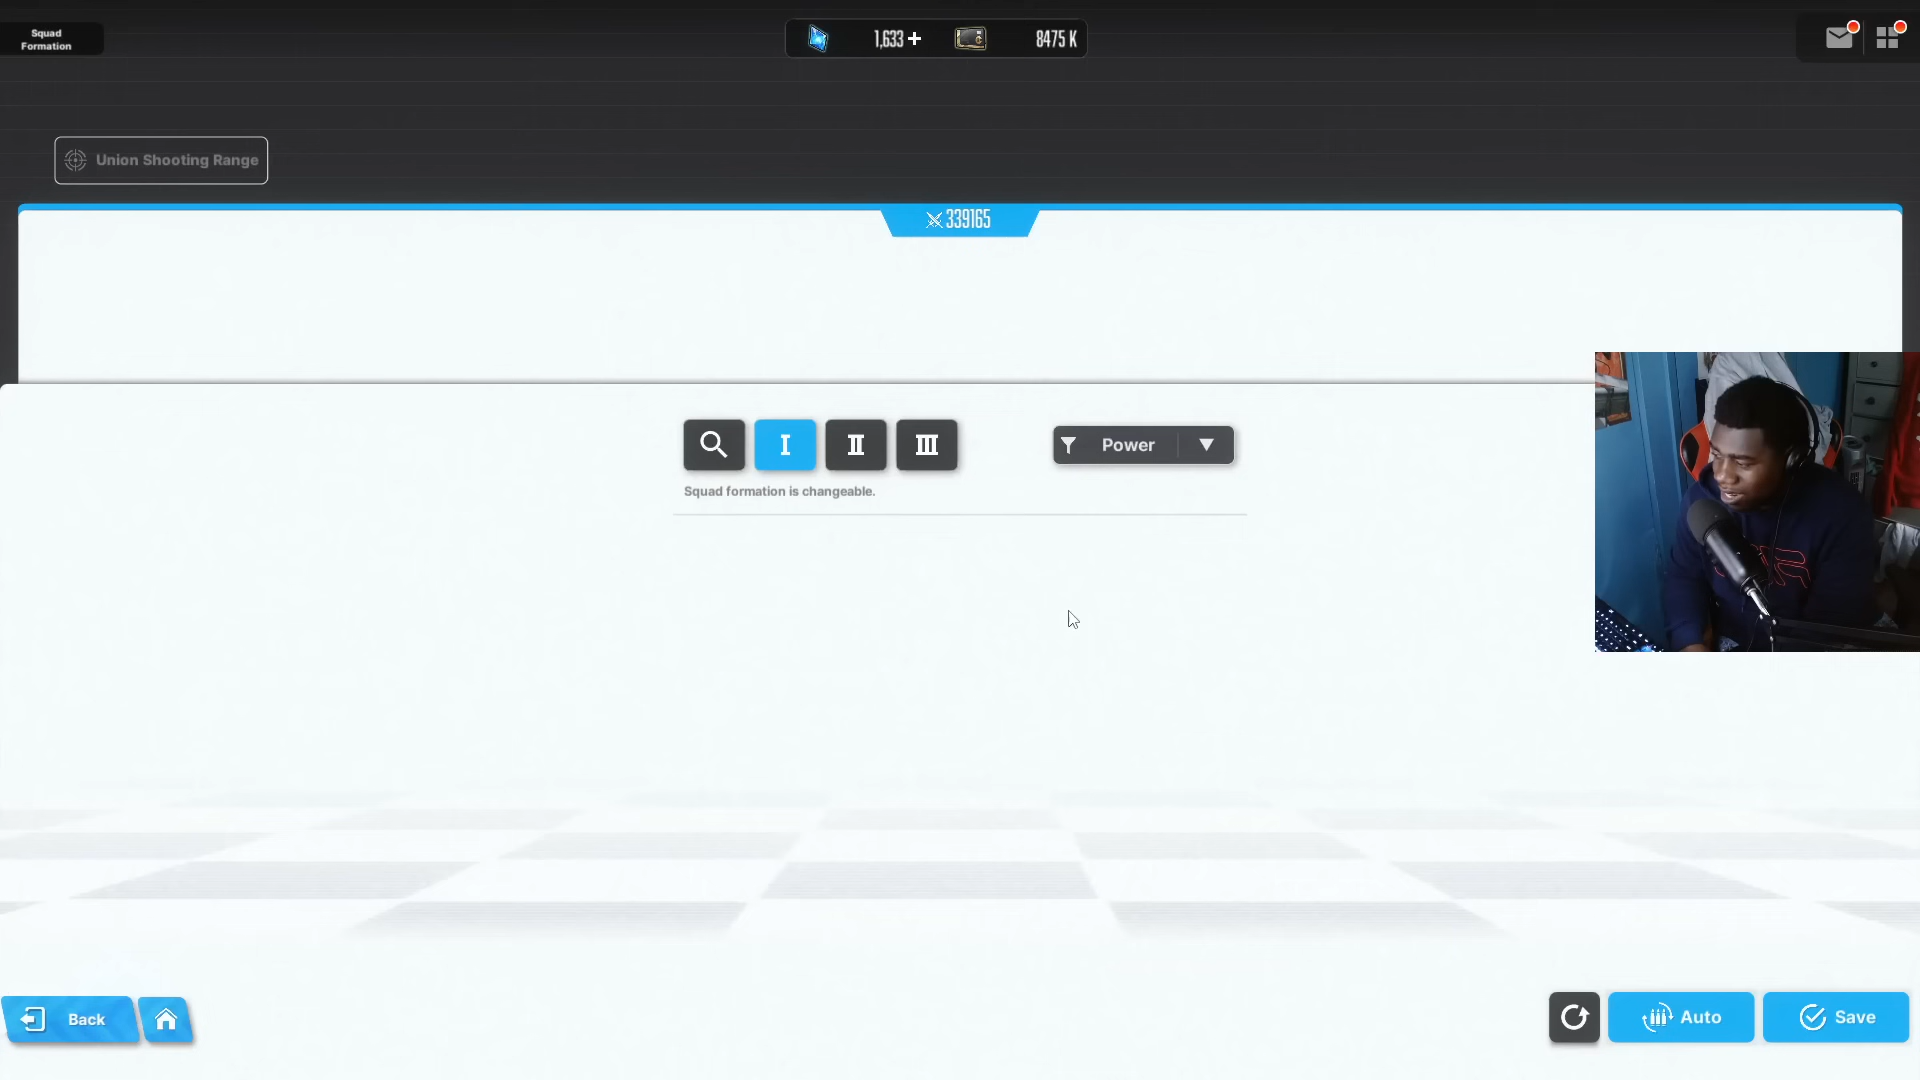 Squad
Formation
1,633 +
8475 K
Union Shooting Range
339165
I
II
III
Power
Squad formation is changeable.
Back
Auto
Save